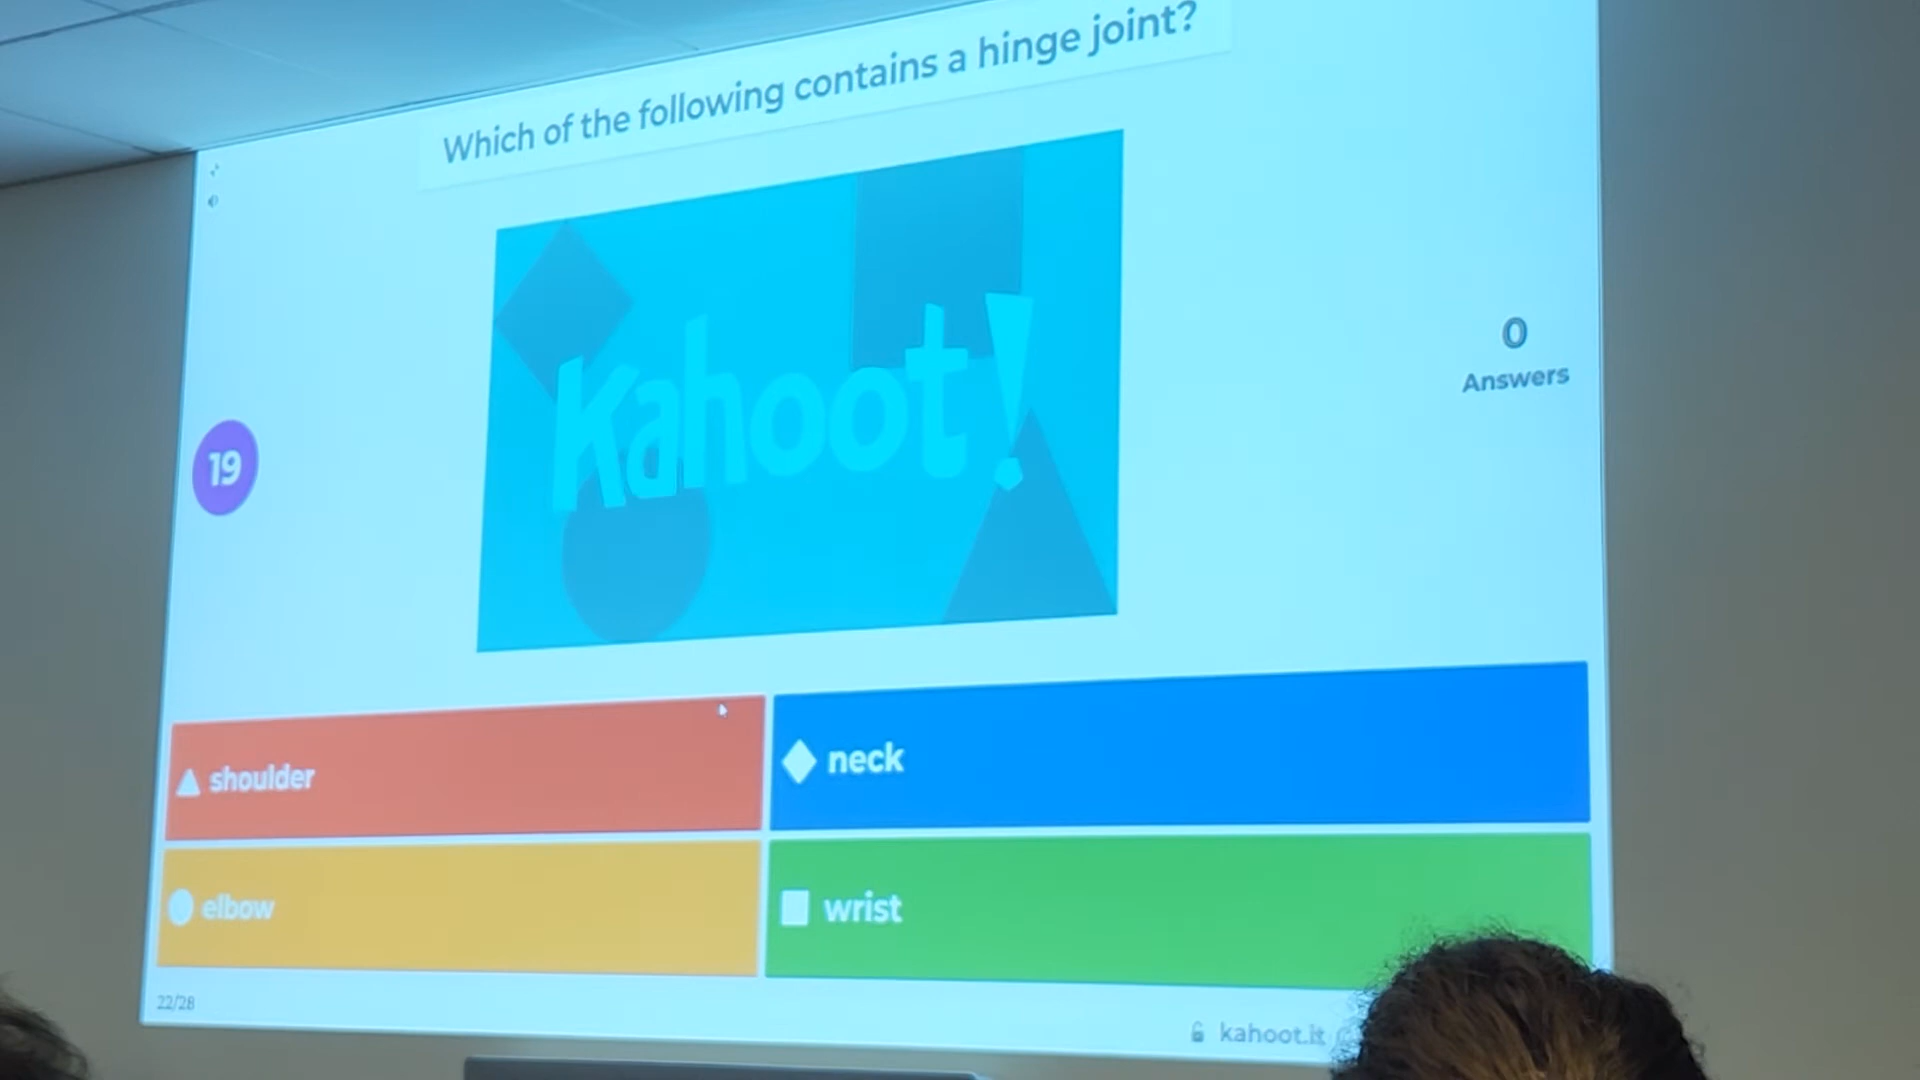 Which of the following contains a hinge joint?
Kahoot!
0
Answers
19
shoulder
neck
elbow
wrist
22/28
kahoot.it